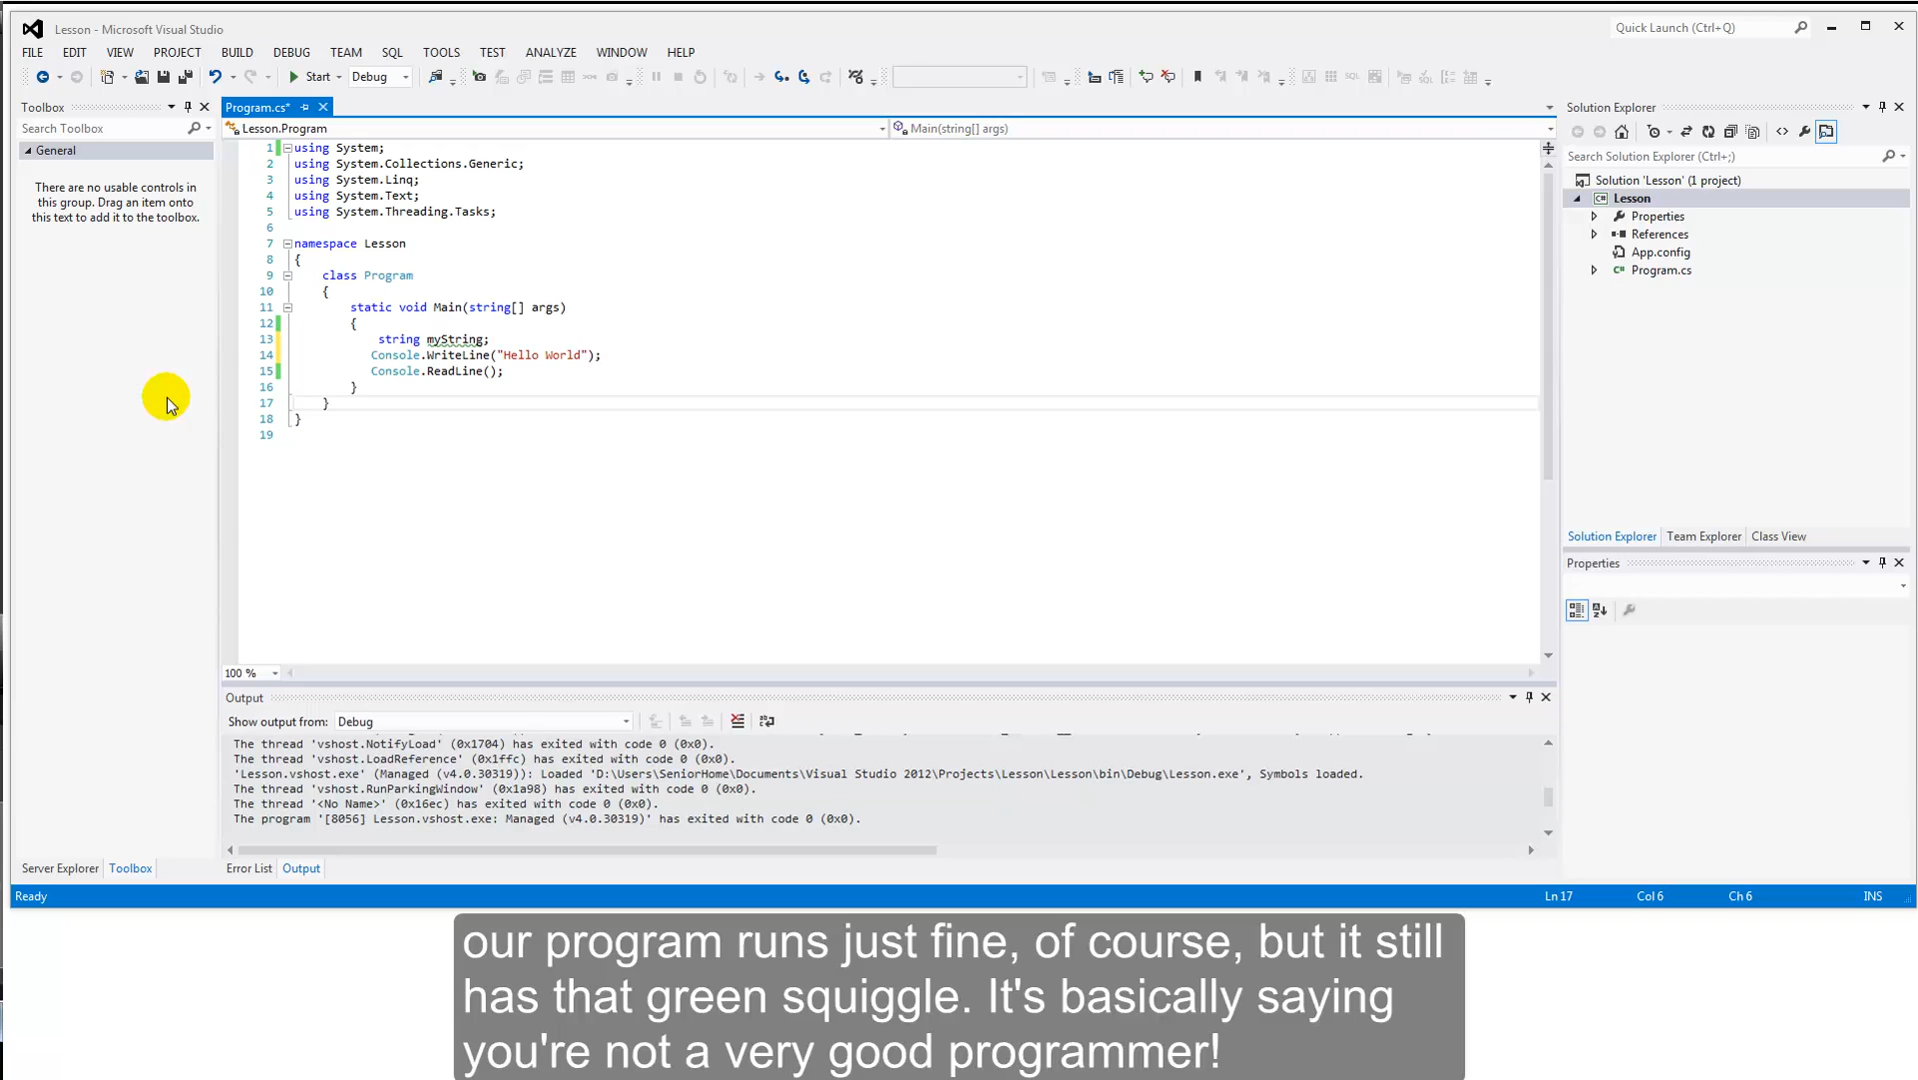 Lesson - Microsoft Visual Studio
Quick Launch (Ctrl+Q)
FILE EDIT VIEW PROJECT BUILD DEBUG TEAM SQL TOOLS TEST ANALYZE WINDOW HELP
Start Debug
Toolbox
Program.cs*
Solution Explorer
Search Toolbox
Lesson.Program
Main(string[] args)
General
There are no usable controls in
this group. Drag an item onto
this text to add it to the toolbox.
1 using System;
2 using System.Collections.Generic;
3 using System.Linq;
4 using System.Text;
5 using System.Threading.Tasks;
6
7 namespace Lesson
8 {
9 class Program
10 {
11 static void Main(string[] args)
12 {
13 string myString;
14 Console.WriteLine("Hello World");
15 Console.ReadLine();
16 }
17 }
18 }
19
100 %
Search Solution Explorer (Ctrl+;)
Solution 'Lesson' (1 project)
Lesson
Properties
References
App.config
Program.cs
Solution Explorer Team Explorer Class View
Properties
Output
Show output from: Debug
The thread 'vshost.NotifyLoad' (0x1704) has exited with code 0 (0x0).
The thread 'vshost.LoadReference' (0x1ffc) has exited with code 0 (0x0).
'Lesson.vshost.exe' (Managed (v4.0.30319)): Loaded 'D:\Users\SeniorHome\Documents\Visual Studio 2012\Projects\Lesson\Lesson\bin\Debug\Lesson.exe', Symbols loaded.
The thread 'vshost.RunParkingWindow' (0x1a98) has exited with code 0 (0x0).
The thread '<No Name>' (0x16ec) has exited with code 0 (0x0).
The program '[8056] Lesson.vshost.exe: Managed (v4.0.30319)' has exited with code 0 (0x0).
Server Explorer Toolbox
Error List Output
Ready
Ln 17 Col 6 Ch 6 INS
our program runs just fine, of course, but it still
has that green squiggle. It's basically saying
you're not a very good programmer!